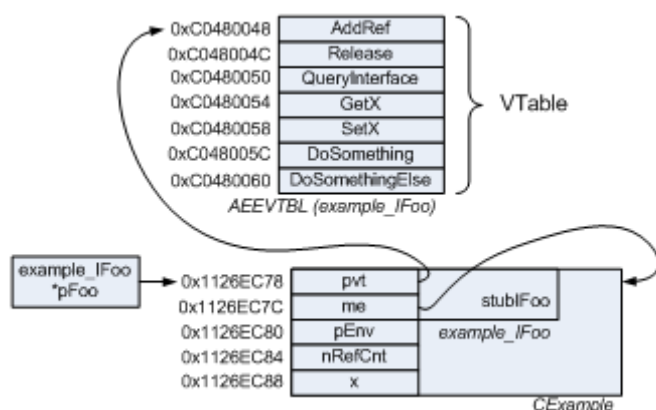 0xC0480048 AddRef
0xC048004C Release
0xC0480050 QueryInterface
0xC0480054 GetX
0xC0480058 SetX
0xC048005C DoSomething
0xC0480060 DoSomethingElse
VTable
AEEVTBL (example_IFoo)
example_IFoo
*pFoo
0x1126EC78 pvt
0x1126EC7C me
stubIFoo
0x1126EC80 pEnv
example_IFoo
0x1126EC84 nRefCnt
0x1126EC88 x
CExample